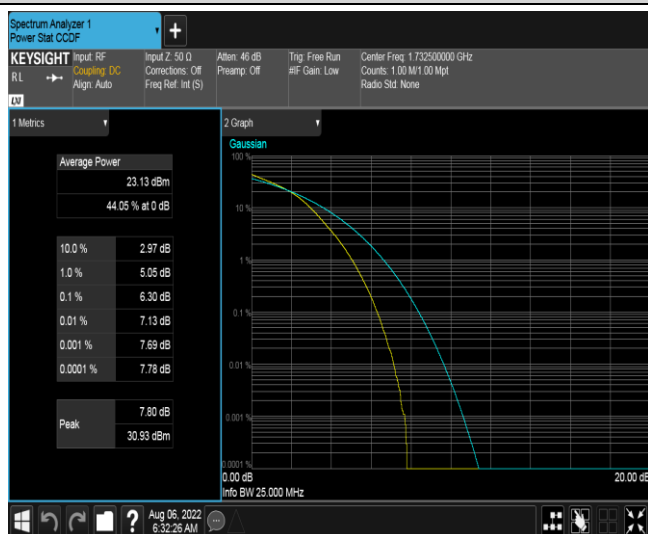 Spectrum Analyzer 1
Power Stat CCDF
+
KEYSIGHT
RL
LXI
Input: RF
Coupling: DC
Align: Auto
Input Z: 50 Ω
Corrections: Off
Freq Ref: Int (S)
Atten: 46 dB
Preamp: Off
Trig: Free Run
#IF Gain: Low
Center Freq: 1.732500000 GHz
Counts: 1.00 M/1.00 Mpt
Radio Std: None
1 Metrics
Average Power
23.13 dBm
44.05 % at 0 dB
10.0 % 2.97 dB
1.0 % 5.05 dB
0.1 % 6.30 dB
0.01 % 7.13 dB
0.001 % 7.69 dB
0.0001 % 7.78 dB
Peak 7.80 dB
30.93 dBm
2 Graph
Gaussian
100 %
10 %
1 %
0.1 %
0.01 %
0.001 %
0.0001 %
0.00 dB 20.00 dB
Info BW 25.000 MHz
?
Aug 06, 2022
6:32:26 AM